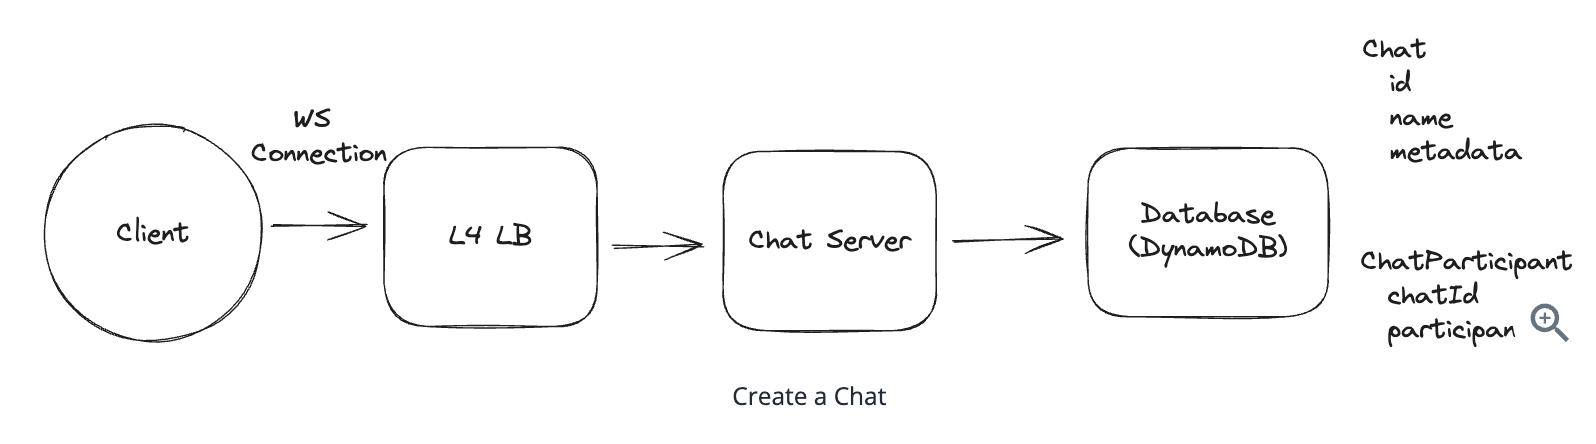 WS
Connection
Client
L4 LB
Chat Server
Database
(DynamoDB)
Chat
id
name
metadata
ChatParticipant
chatId
participan
Create a Chat